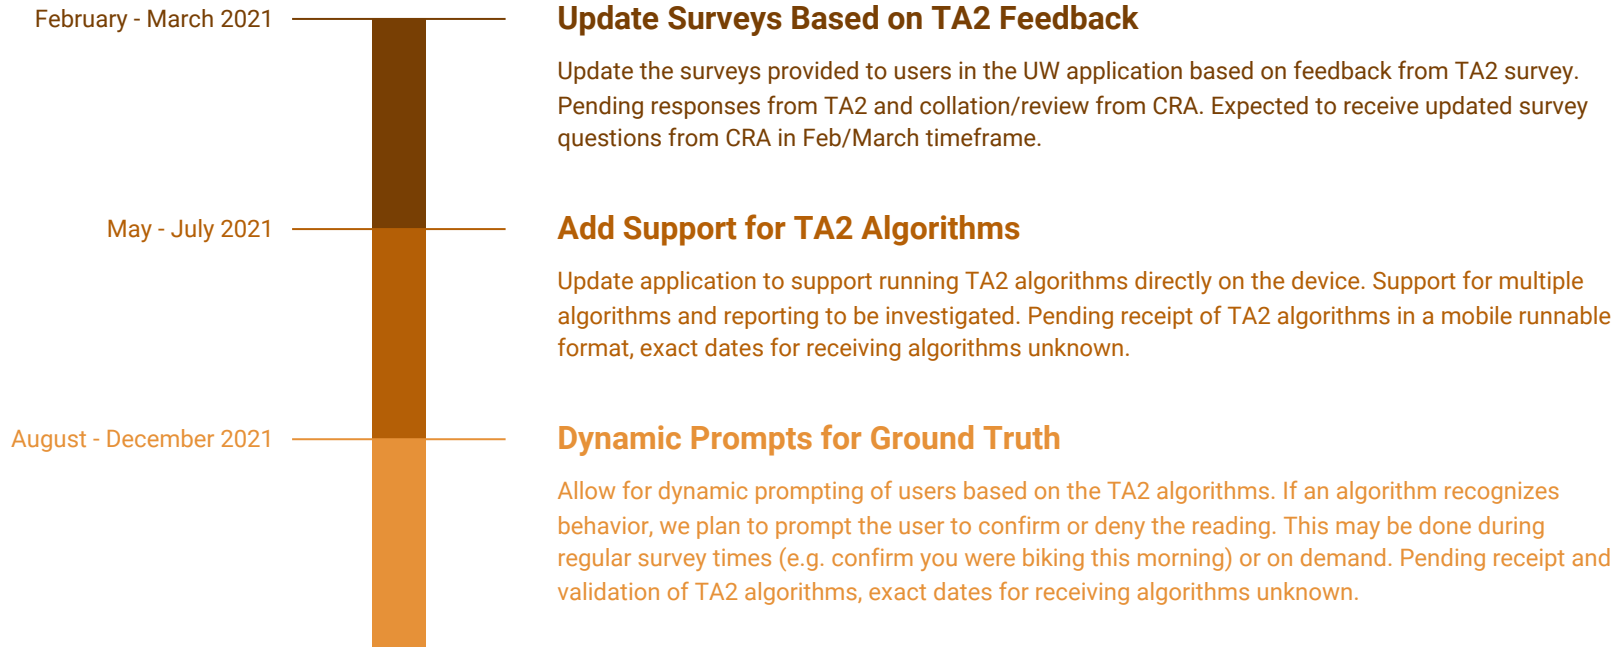 February - March 2021
Update Surveys Based on TA2 Feedback
Update the surveys provided to users in the UW application based on feedback from TA2 survey.
Pending responses from TA2 and collation/review from CRA. Expected to receive updated survey
questions from CRA in Feb/March timeframe.
May - July 2021
Add Support for TA2 Algorithms
Update application to support running TA2 algorithms directly on the device. Support for multiple
algorithms and reporting to be investigated. Pending receipt of TA2 algorithms in a mobile runnable
format, exact dates for receiving algorithms unknown.
August - December 2021
Dynamic Prompts for Ground Truth
Allow for dynamic prompting of users based on the TA2 algorithms. If an algorithm recognizes
behavior, we plan to prompt the user to confirm or deny the reading. This may be done during
regular survey times (e.g. confirm you were biking this morning) or on demand. Pending receipt and
validation of TA2 algorithms, exact dates for receiving algorithms unknown.